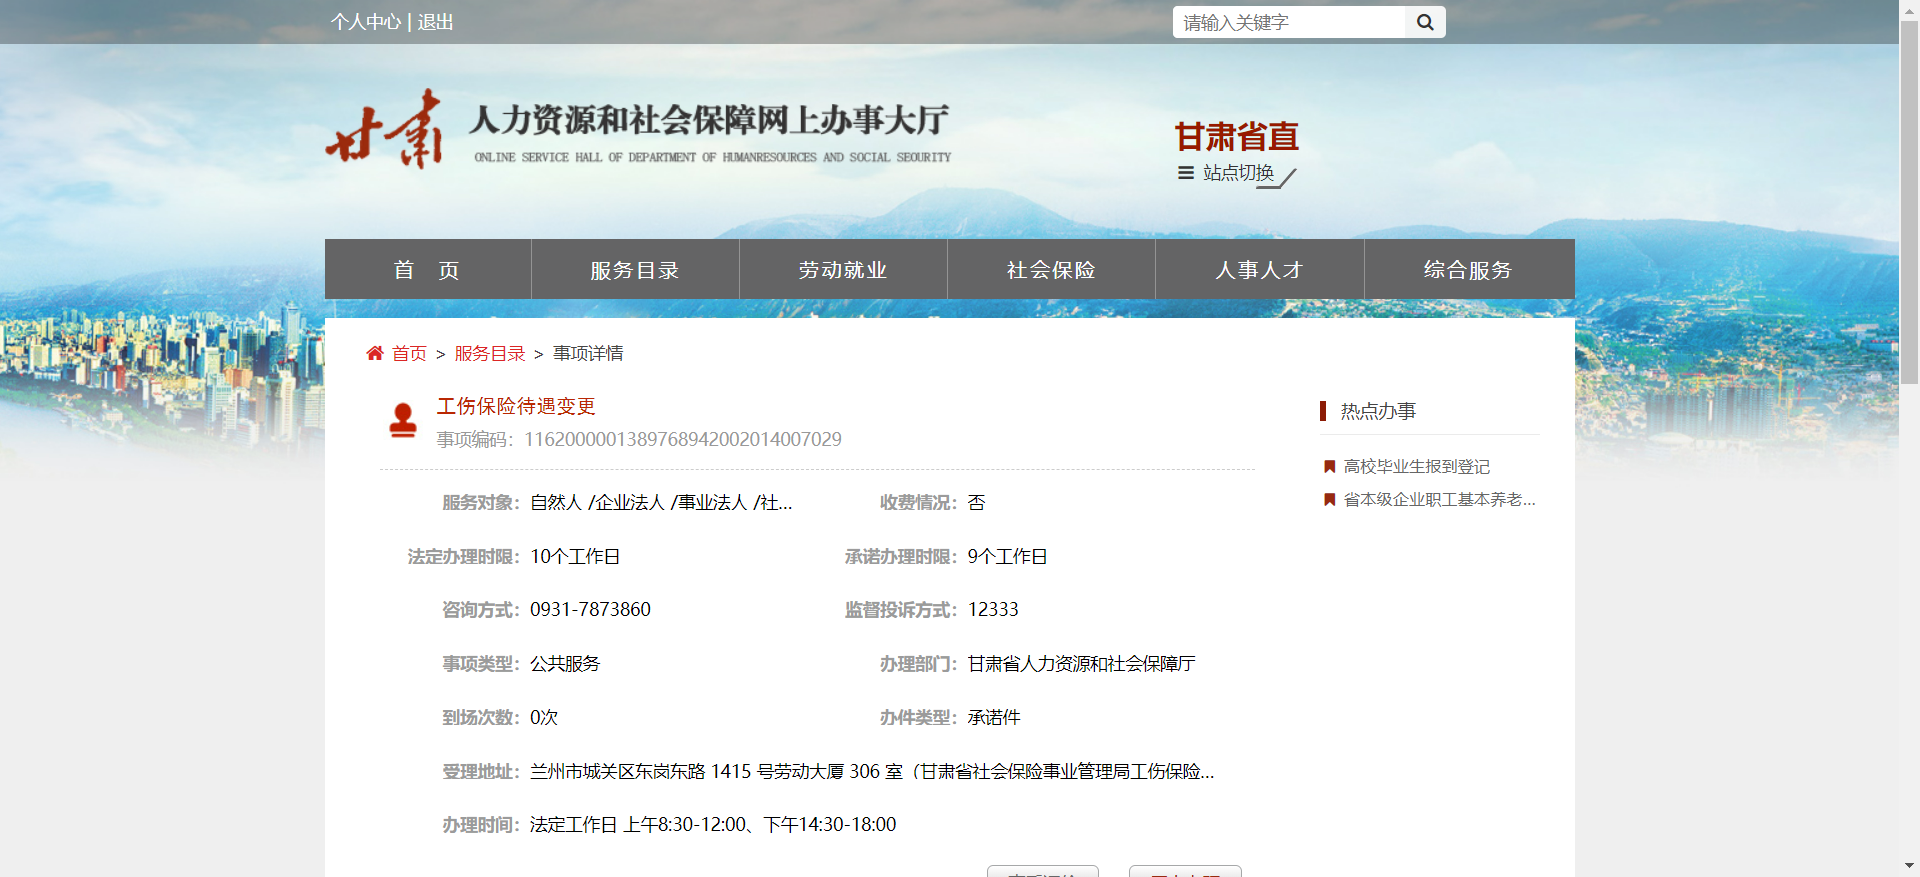 个人中心 | 退出
请输入关键字
甘肃 人力资源和社会保障网上办事大厅
ONLINE SERVICE HALL OF DEPARTMENT OF HUMANRESOURCES AND SOCIAL SEOURITY
甘肃省直
站点切换
首 页 服务目录 劳动就业 社会保险 人事人才 综合服务
首页 > 服务目录 > 事项详情
工伤保险待遇变更
事项编码：1162000001389768942002014007029
热点办事
高校毕业生报到登记
省本级企业职工基本养老...
服务对象： 自然人 /企业法人 /事业法人 /社... 收费情况： 否
法定办理时限： 10个工作日 承诺办理时限： 9个工作日
咨询方式： 0931-7873860 监督投诉方式： 12333
事项类型： 公共服务 办理部门： 甘肃省人力资源和社会保障厅
到场次数： 0次 办件类型： 承诺件
受理地址： 兰州市城关区东岗东路 1415 号劳动大厦 306 室（甘肃省社会保险事业管理局工伤保险...
办理时间： 法定工作日 上午8:30-12:00、下午14:30-18:00